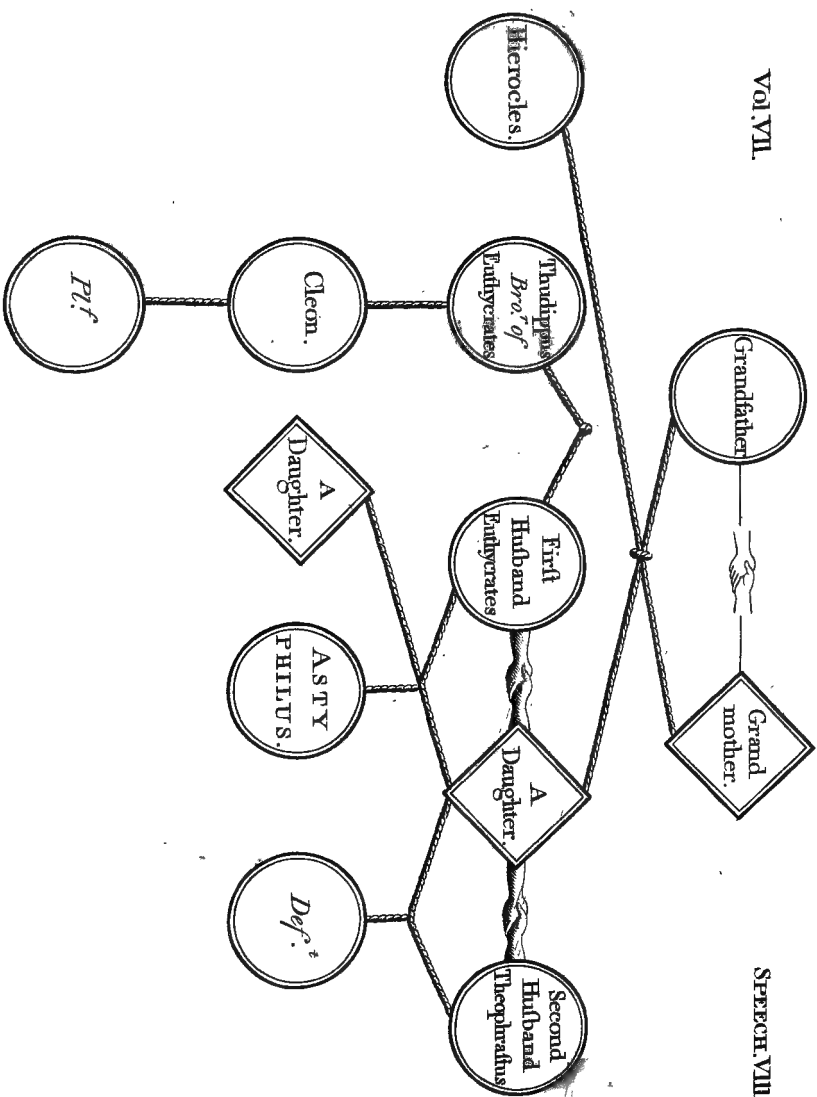 Vol.VII.
SPEECH.VIII
Grandfather
Grand
mother.
Hierocles.
Thudippus
Bro.r of
Euthycrates
Firſt
Huſband
Euthycrates
A
Daughter.
Second
Huſband
Theophraſtus
Cleon.
A
Daughter.
ASTY
PHILUS.
Def.t
Pl.f